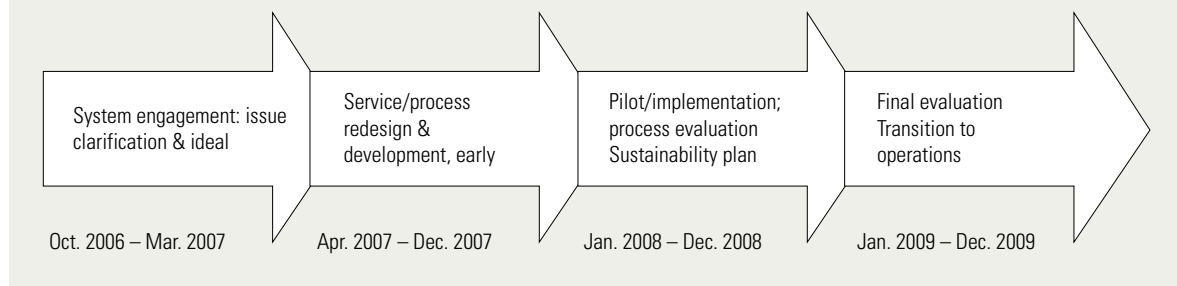 System engagement: issue
clarification & ideal
Service/process
redesign &
development, early
Pilot/implementation;
process evaluation
Sustainability plan
Final evaluation
Transition to
operations
Oct. 2006 – Mar. 2007
Apr. 2007 – Dec. 2007
Jan. 2008 – Dec. 2008
Jan. 2009 – Dec. 2009